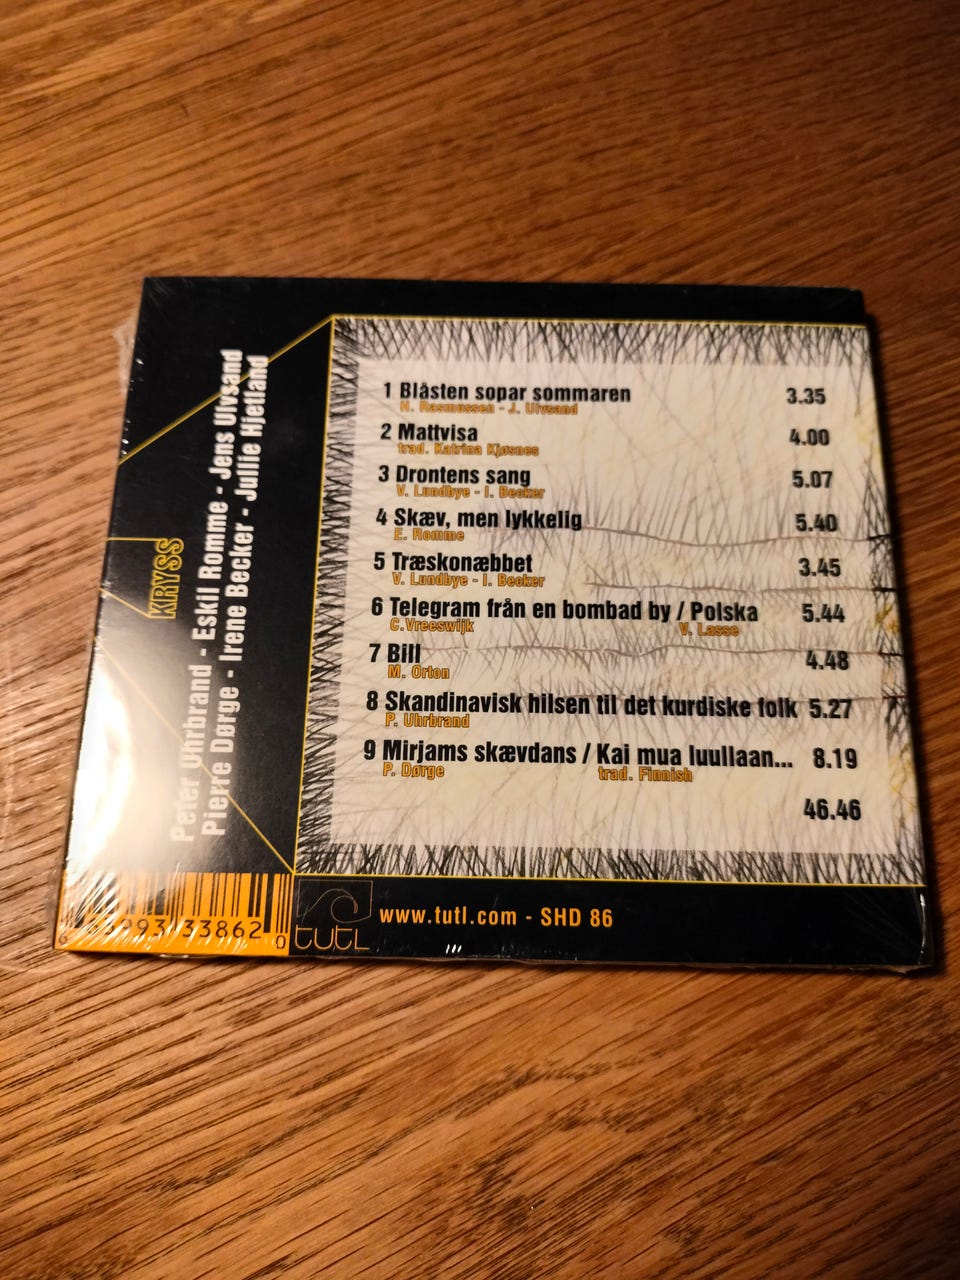 KRYSS
Peter Uhrbrand - Eskil Romme - Jens Ulvsand
Pierre Dørge - Irene Becker - Jullie Hjetland
1 Blåsten sopar sommaren 3.35
H. Rasmussen - J. Ulvsand
2 Mattvisa 4.00
trad. Katrina Kjøsnes
3 Drontens sang 5.07
V. Lundbye - I. Becker
4 Skæv, men lykkelig 5.40
E. Romme
5 Træskonæbbet 3.45
V. Lundbye - I. Becker
6 Telegram från en bombad by / Polska 5.44
C.Vreeswijk V. Lasse
7 Bill 4.48
M. Orton
8 Skandinavisk hilsen til det kurdiske folk 5.27
P. Uhrbrand
9 Mirjams skævdans / Kai mua luullaan... 8.19
P. Dørge trad. Finnish
46.46
33862 0
tutl
www.tutl.com - SHD 86